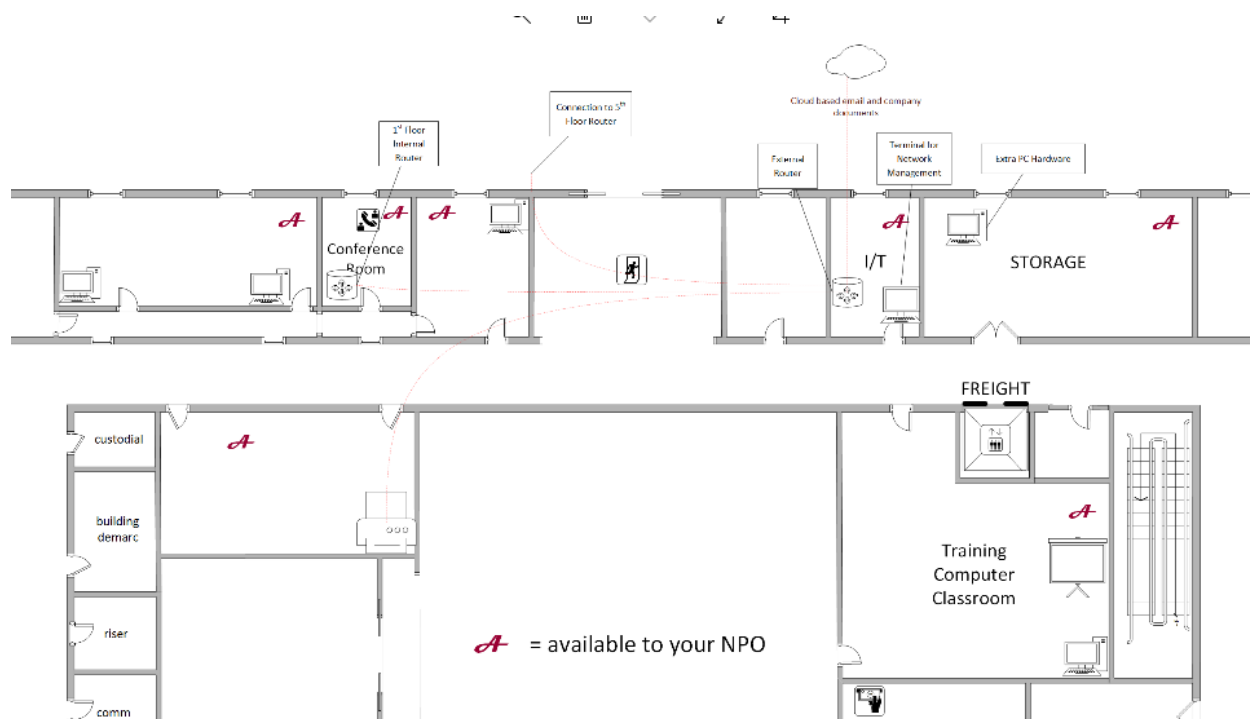 Cloud based email and company
documents
Connection to 5th
Floor Router
1st Floor
Internal
Router
External
Router
Terminal for
Network
Management
Extra PC Hardware
A
A
A
A
A
Conference
Room
I/T
STORAGE
FREIGHT
custodial
A
building
demarc
A
Training
Computer
Classroom
riser
A = available to your NPO
comm